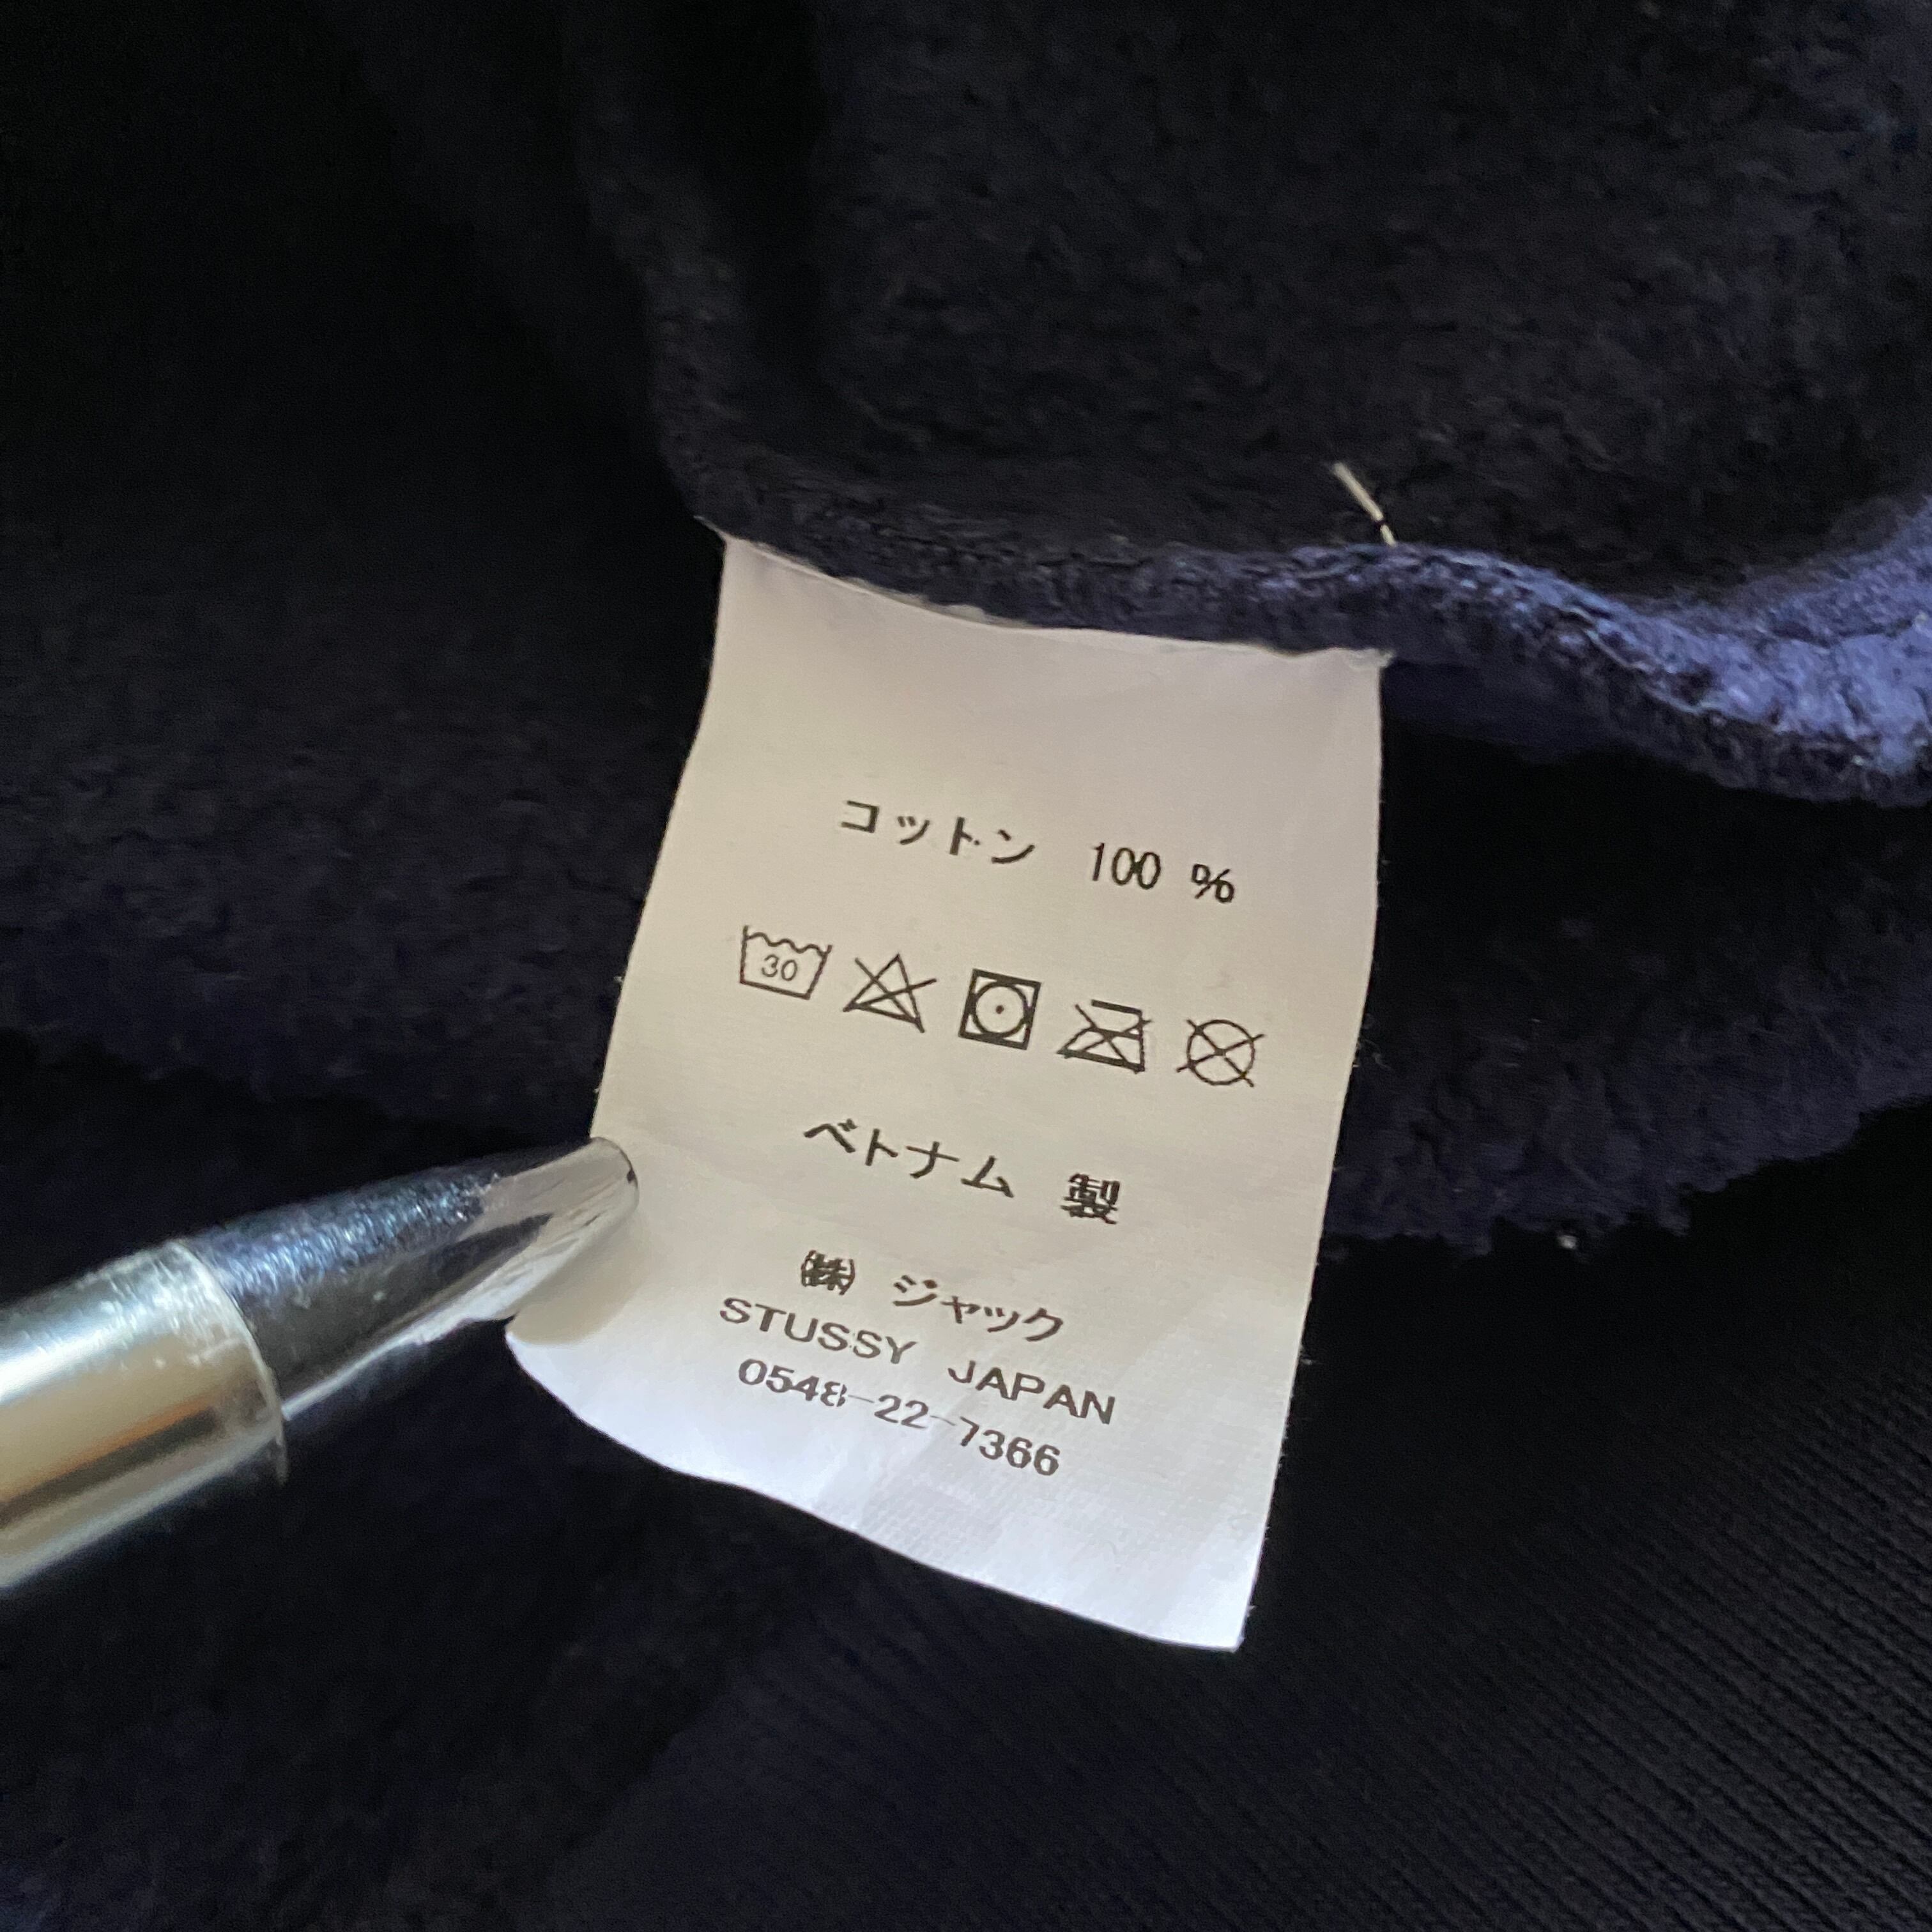 コットン 100 %
30
ベトナム 製
㈱ ジャック
STUSSY JAPAN
0548-22-7366